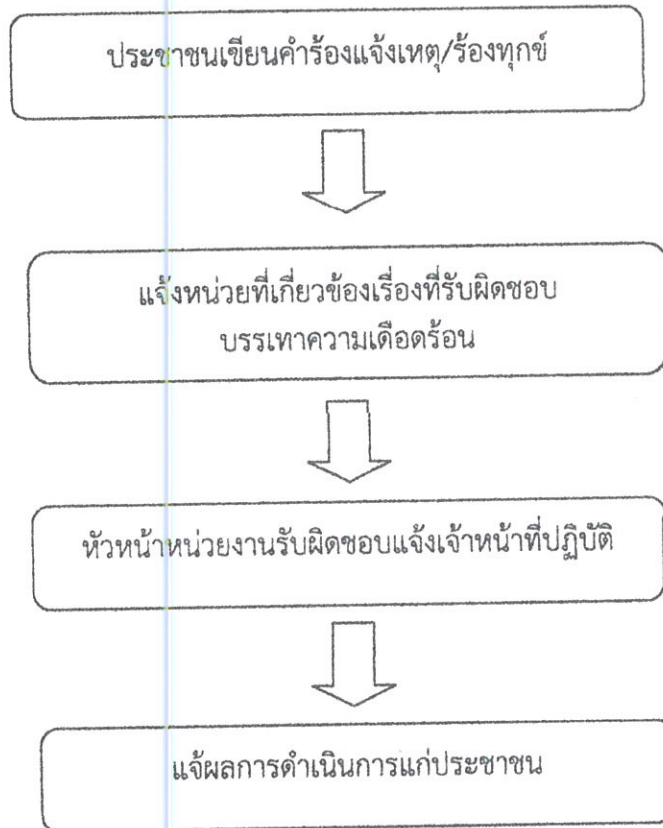 ประชาชนเขียนคำร้องแจ้งเหตุ/ร้องทุกข์
แจ้งหน่วยที่เกี่ยวข้องเรื่องที่รับผิดชอบ
บรรเทาความเดือดร้อน
หัวหน้าหน่วยงานรับผิดชอบแจ้งเจ้าหน้าที่ปฏิบัติ
แจ้ผลการดำเนินการแก่ประชาชน